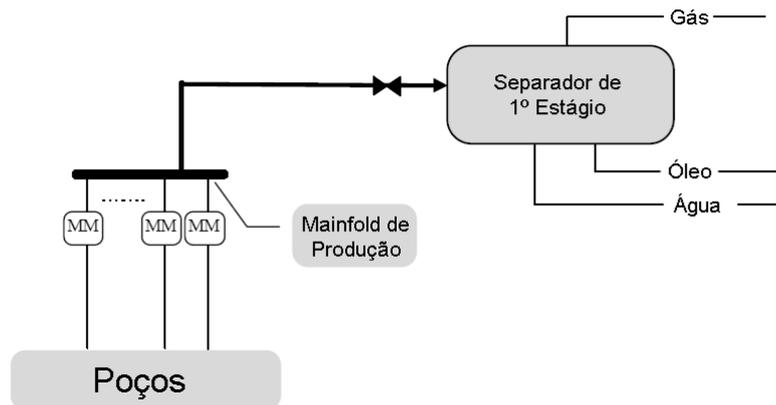 Gás
Separador de
1º Estágio
Óleo
Água
MM
MM
MM
Mainfold de
Produção
Poços